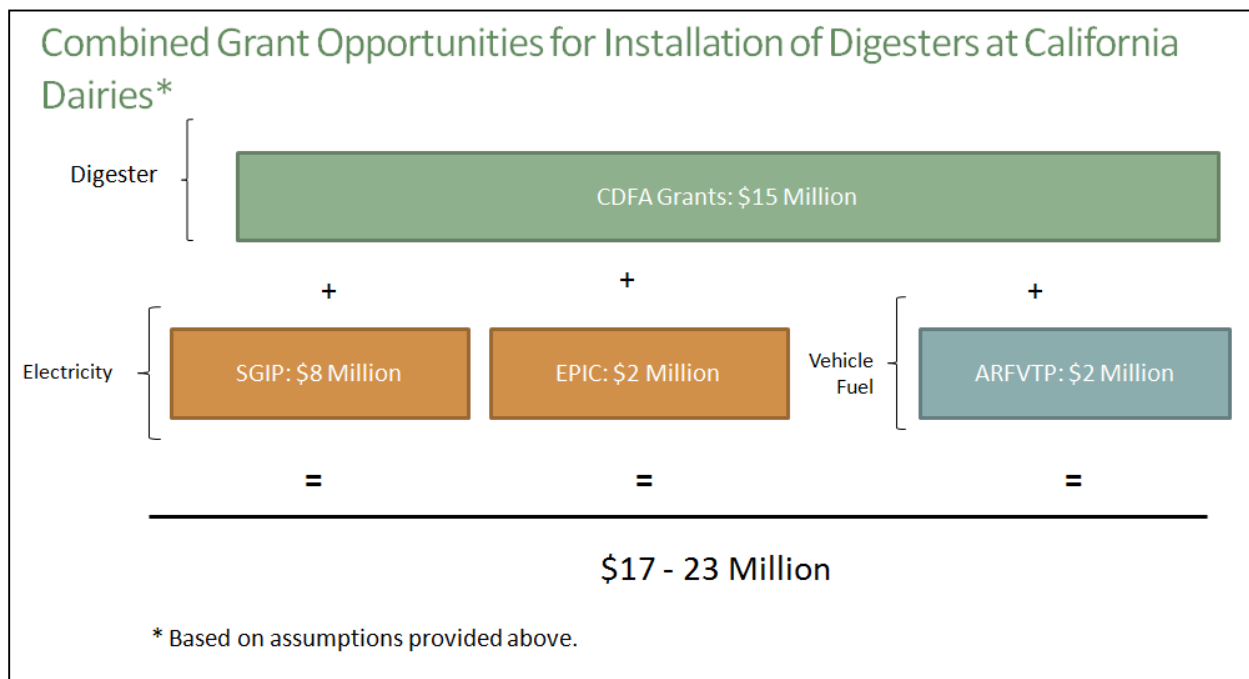 Combined Grant Opportunities for Installation of Digesters at California
Dairies*
Digester
CDFA Grants: $15 Million
+
+
+
Electricity
SGIP: $8 Million
EPIC: $2 Million
Vehicle
Fuel
ARFVTP: $2 Million
=
=
=
$17 - 23 Million
* Based on assumptions provided above.